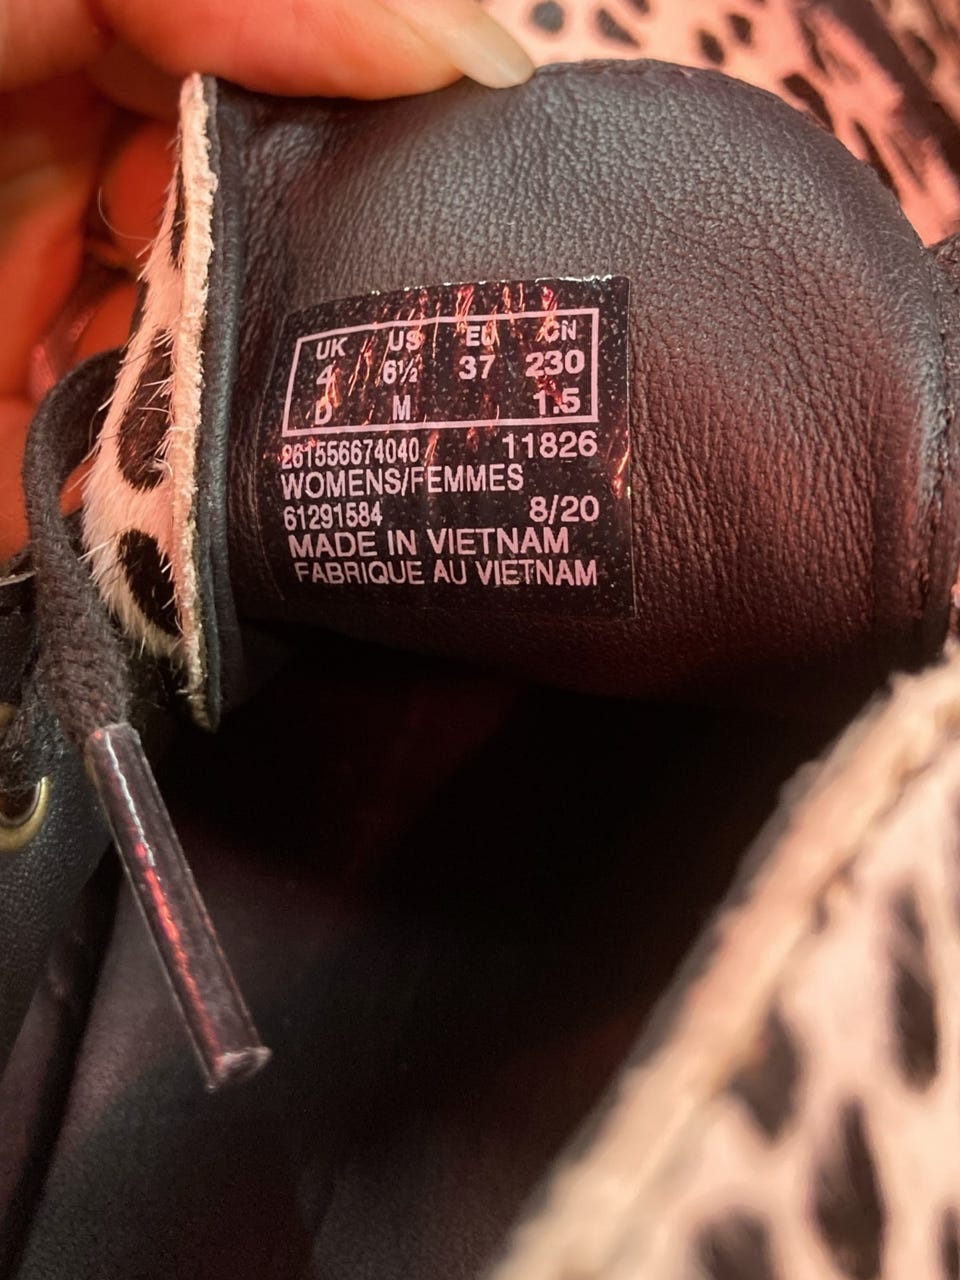 UK US EU CN
4 6½ 37 230
D M 1.5
261556674040 11826
WOMENS/FEMMES
61291584 8/20
MADE IN VIETNAM
FABRIQUE AU VIETNAM